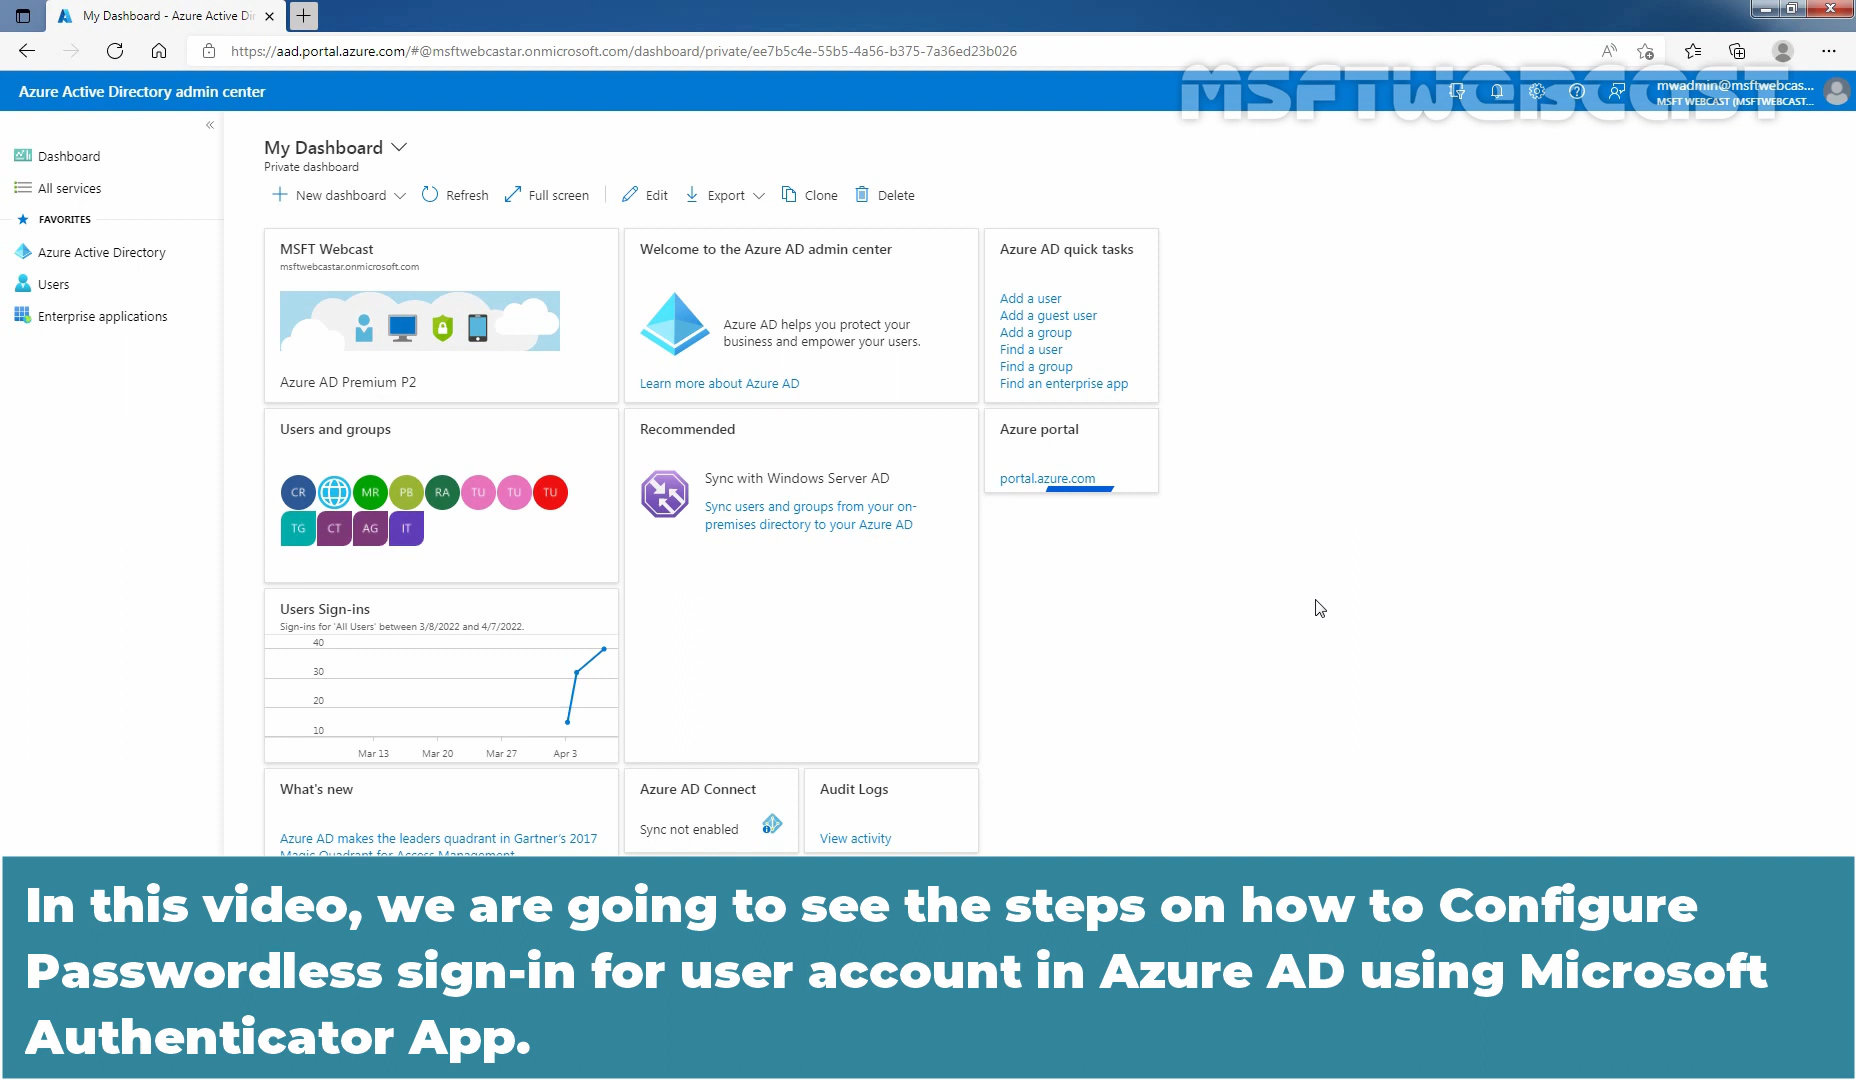 My Dashboard - Azure Active Dir
https://aad.portal.azure.com/#@msftwebcastar.onmicrosoft.com/dashboard/private/ee7b5c4e-55b5-4a56-b375-7a36ed23b026
MSFTWEBCAST
Azure Active Directory admin center
mwadmin@msftwebcas...
MSFT WEBCAST (MSFTWEBCAST...
Dashboard
All services
FAVORITES
Azure Active Directory
Users
Enterprise applications
My Dashboard
Private dashboard
New dashboard
Refresh
Full screen
Edit
Export
Clone
Delete
MSFT Webcast
msftwebcastar.onmicrosoft.com
Azure AD Premium P2
Welcome to the Azure AD admin center
Azure AD helps you protect your
business and empower your users.
Learn more about Azure AD
Azure AD quick tasks
Add a user
Add a guest user
Add a group
Find a user
Find a group
Find an enterprise app
Users and groups
CR
MR
PB
RA
TU
TU
TU
TG
CT
AG
IT
Recommended
Sync with Windows Server AD
Sync users and groups from your on-
premises directory to your Azure AD
Azure portal
portal.azure.com
Users Sign-ins
Sign-ins for 'All Users' between 3/8/2022 and 4/7/2022.
40
30
20
10
Mar 13
Mar 20
Mar 27
Apr 3
What's new
Azure AD makes the leaders quadrant in Gartner's 2017
Magic Quadrant for Access Management
Azure AD Connect
Sync not enabled
Audit Logs
View activity
In this video, we are going to see the steps on how to Configure
Passwordless sign-in for user account in Azure AD using Microsoft
Authenticator App.